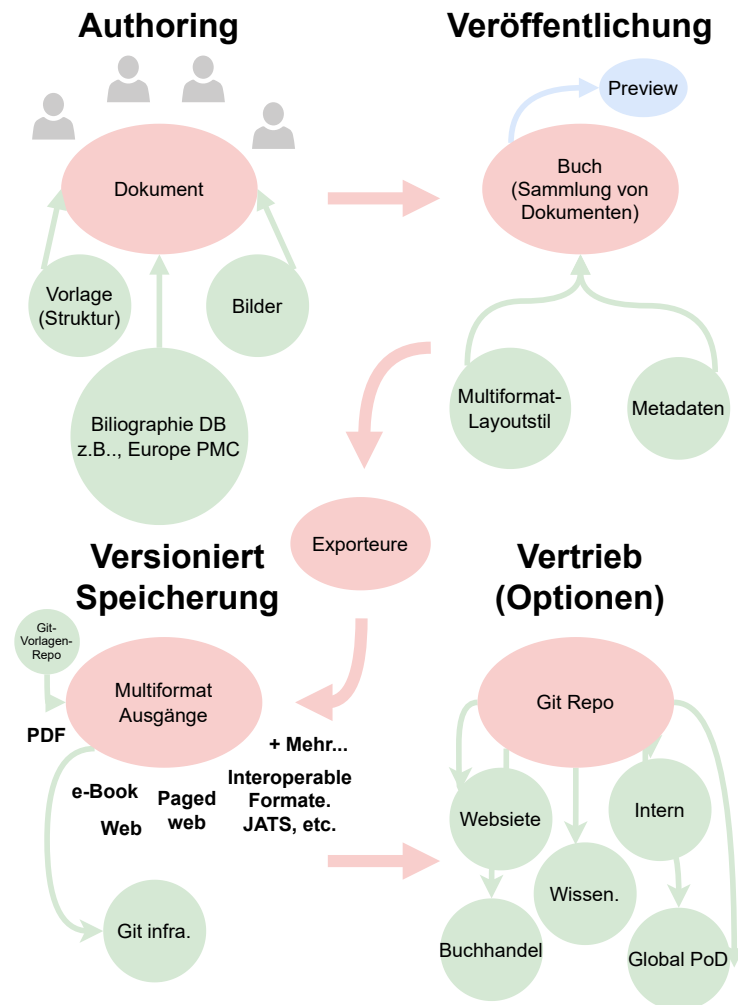 Authoring
Dokument
Vorlage
(Struktur)
Bilder
Biliographie DB
z.B.., Europe PMC
Veröffentlichung
Preview
Buch
(Sammlung von
Dokumenten)
Multiformat-
Layoutstil
Metadaten
Exporteure
Versioniert
Speicherung
Git-
Vorlagen-
Repo
Multiformat
Ausgänge
PDF
e-Book
Web
Paged
web
+ Mehr...
Interoperable
Formate.
JATS, etc.
Git infra.
Vertrieb
(Optionen)
Git Repo
Websiete
Intern
Wissen.
Buchhandel
Global PoD